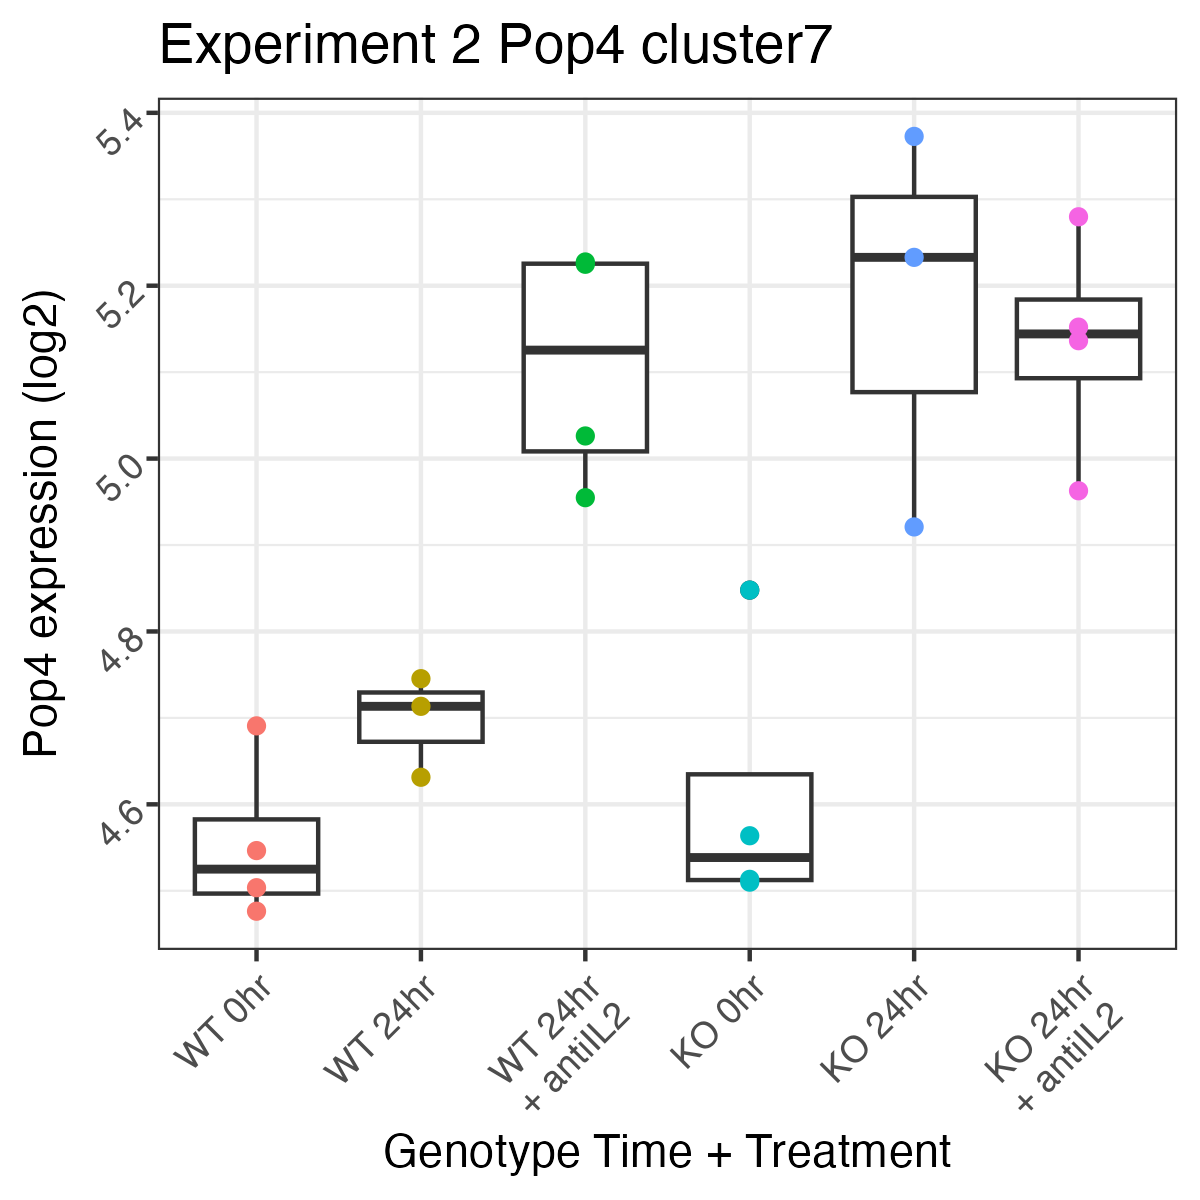 Experiment 2 Pop4 cluster7
Pop4 expression (log2)
5.4
5.2
5.0
4.8
4.6
WT 0hr
WT 24hr
WT 24hr
+ antiIL2
KO 0hr
KO 24hr
KO 24hr
+ antiIL2
Genotype Time + Treatment